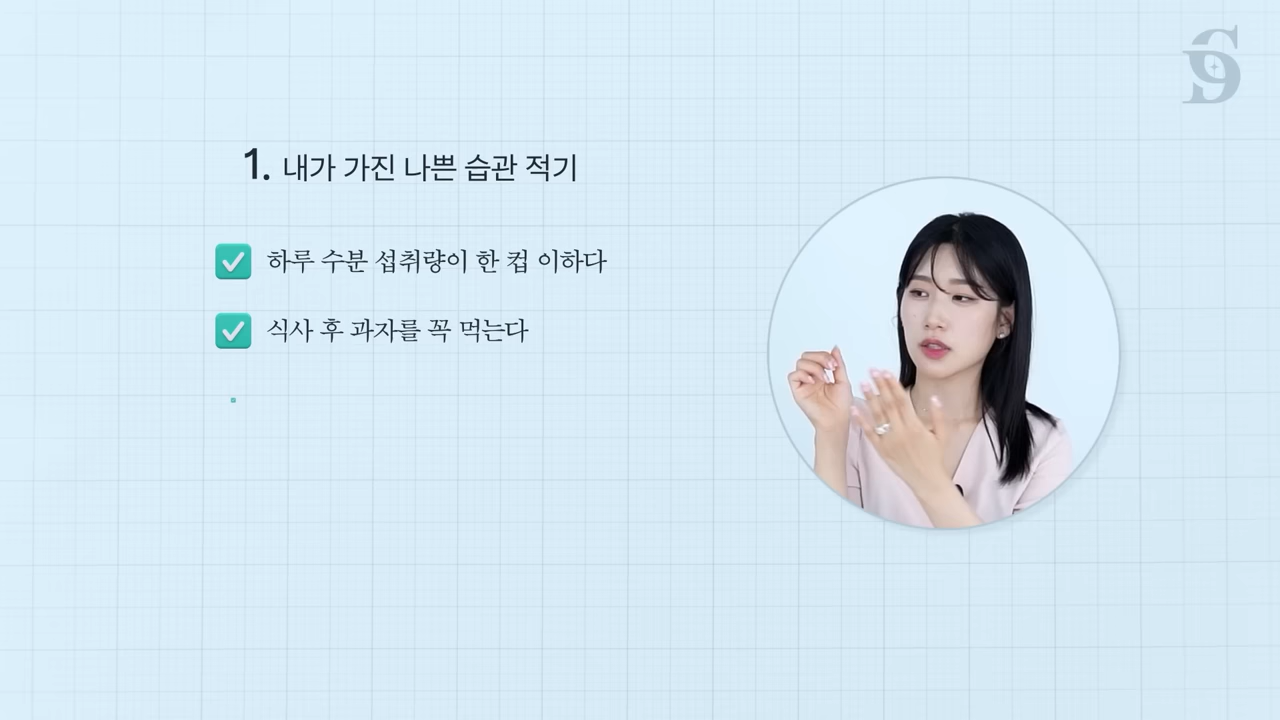 1. 내가 가진 나쁜 습관 적기
하루 수분 섭취량이 한 컵 이하다
식사 후 과자를 꼭 먹는다